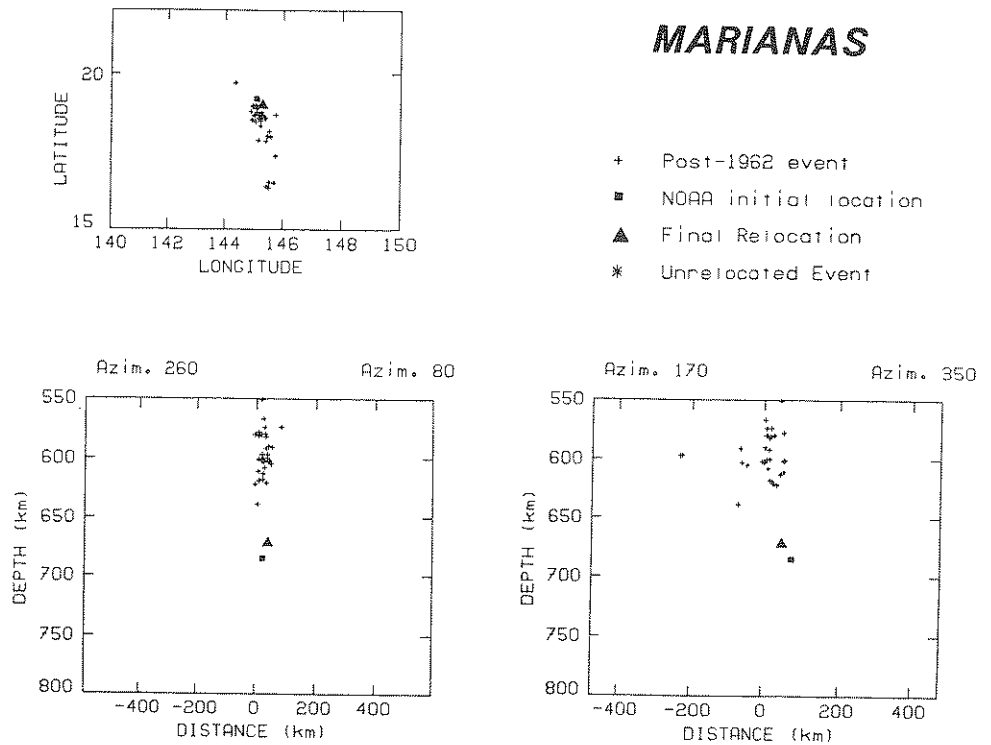 MARIANAS
20
15
LATITUDE
140 142 144 146 148 150
LONGITUDE
+ Post-1962 event
■ NOAA initial location
▲ Final Relocation
✳ Unrelocated Event
Azim. 260 Azim. 80
550
600
650
700
750
800
DEPTH (km)
-400 -200 0 200 400
DISTANCE (km)
Azim. 170 Azim. 350
550
600
650
700
750
800
DEPTH (km)
-400 -200 0 200 400
DISTANCE (km)